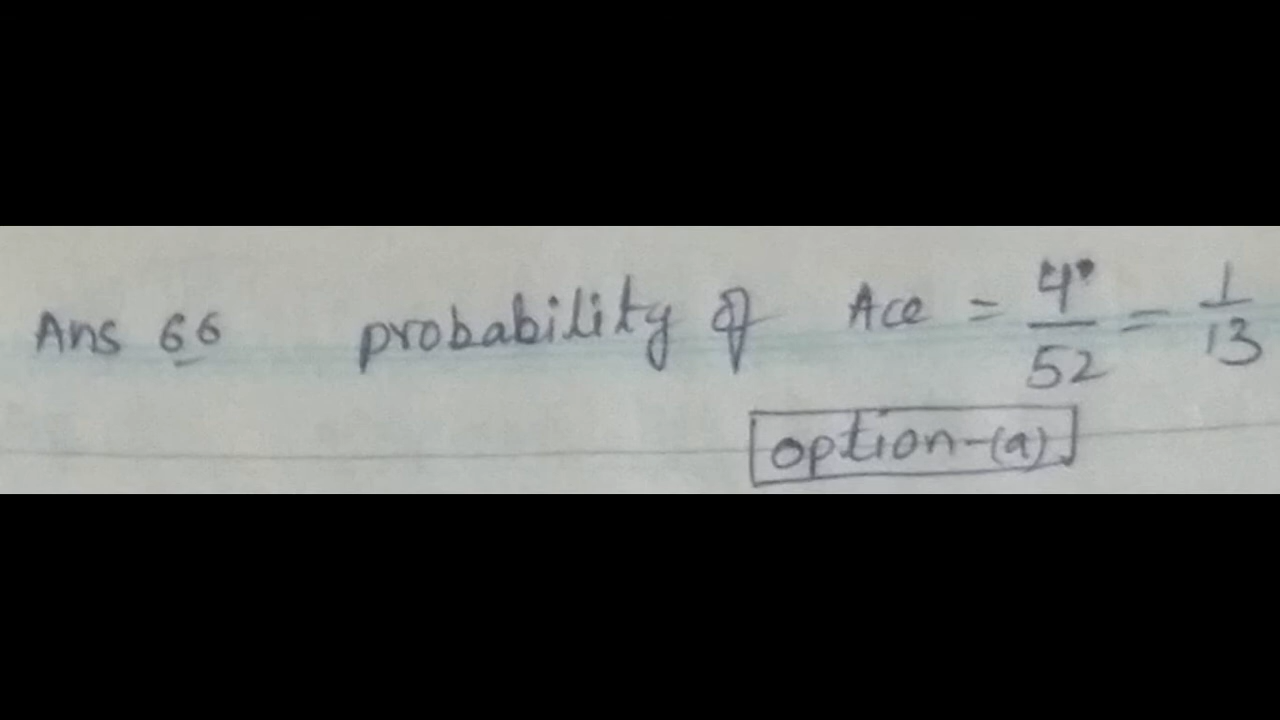 Ans 66 probability of Ace = 4/52 = 1/13
option-(a)